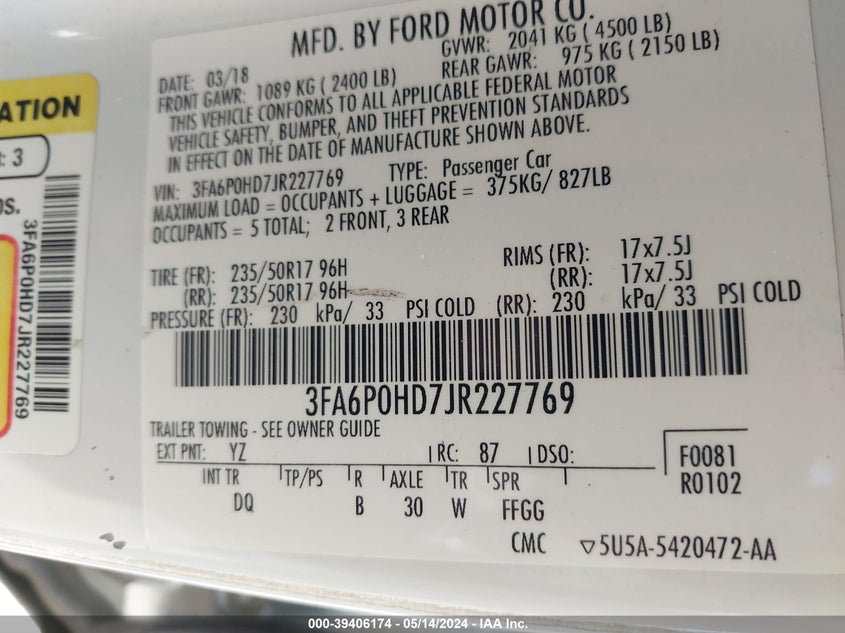 MFD. BY FORD MOTOR CO.
DATE: 03/18 GVWR: 2041 KG ( 4500 LB)
FRONT GAWR: 1089 KG ( 2400 LB) REAR GAWR: 975 KG ( 2150 LB)
THIS VEHICLE CONFORMS TO ALL APPLICABLE FEDERAL MOTOR
VEHICLE SAFETY, BUMPER, AND THEFT PREVENTION STANDARDS
IN EFFECT ON THE DATE OF MANUFACTURE SHOWN ABOVE.
VIN: 3FA6P0HD7JR227769 TYPE: Passenger Car
MAXIMUM LOAD = OCCUPANTS + LUGGAGE = 375KG/ 827LB
OCCUPANTS = 5 TOTAL; 2 FRONT, 3 REAR
TIRE (FR): 235/50R17 96H RIMS (FR): 17x7.5J
(RR): 235/50R17 96H (RR): 17x7.5J
PRESSURE (FR): 230 kPa/ 33 PSI COLD (RR): 230 kPa/ 33 PSI COLD
3FA6P0HD7JR227769
TRAILER TOWING - SEE OWNER GUIDE
EXT PNT: YZ RC: 87 DSO: F0081
INT TR TP/PS R AXLE TR SPR R0102
DQ B 30 W FFGG
CMC ▽5U5A-5420472-AA
ATION
: 3
3FA6P0HD7JR227769
000-39406174 - 05/14/2024 - IAA Inc.